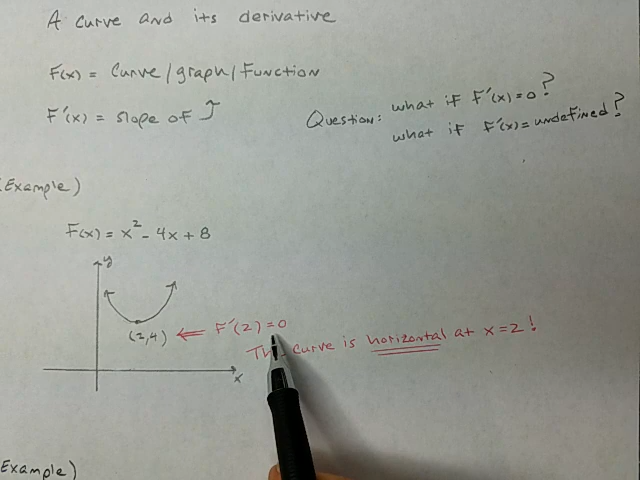 A curve and its derivative
F(x) = Curve/graph/Function
F'(x) = slope of ↑
Question: what if F'(x)=0?
what if F'(x)=undefined?
(Example)
F(x) = x² - 4x + 8
y
(2,4) ⇐ F'(2)=0
The curve is horizontal at x=2!
x
Example)